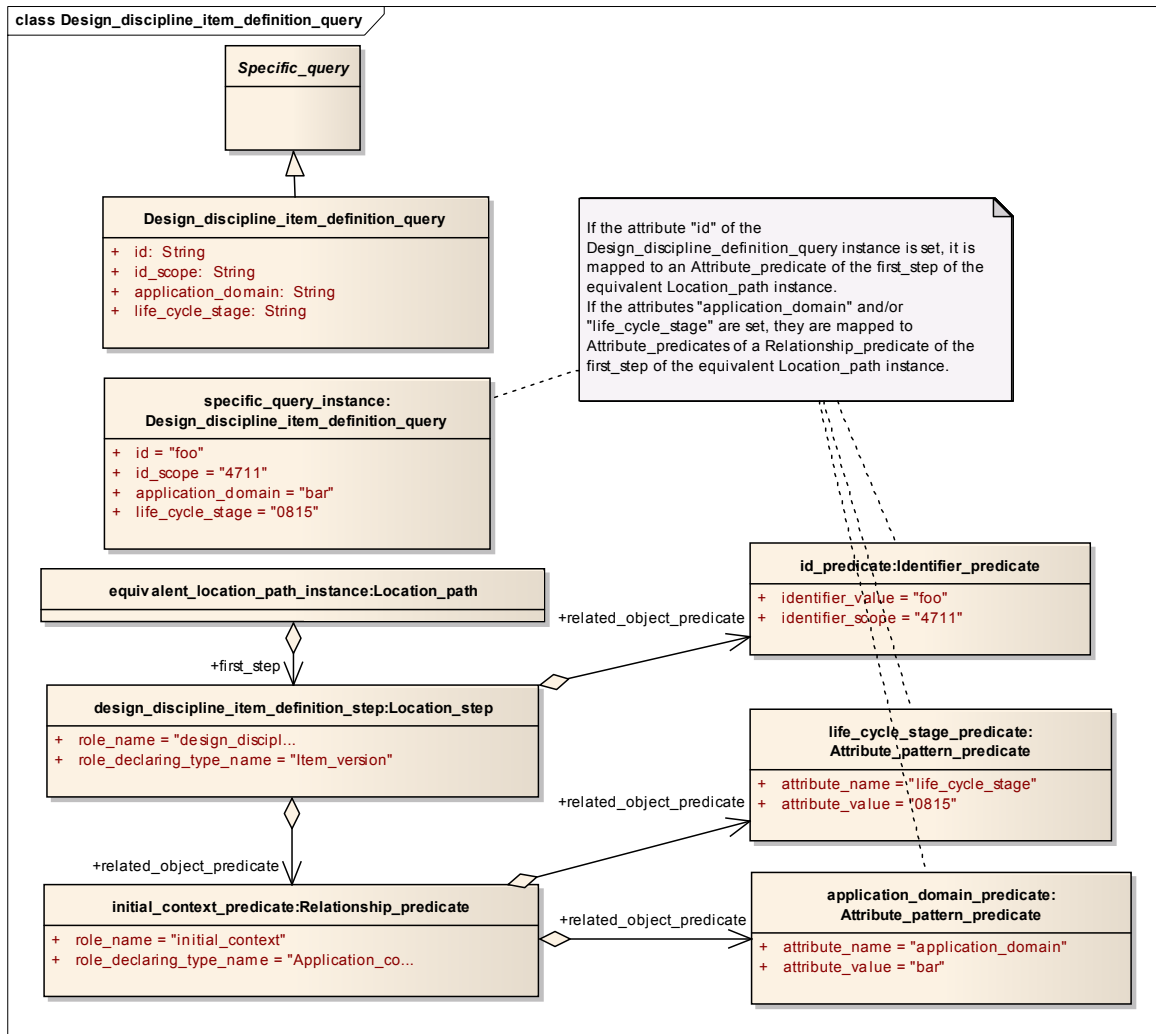 class Design_discipline_item_definition_query
Specific_query
Design_discipline_item_definition_query
+ id: String
+ id_scope: String
+ application_domain: String
+ life_cycle_stage: String
If the attribute "id" of the
Design_discipline_definition_query instance is set, it is
mapped to an Attribute_predicate of the first_step of the
equivalent Location_path instance.
If the attributes "application_domain" and/or
"life_cycle_stage" are set, they are mapped to
Attribute_predicates of a Relationship_predicate of the
first_step of the equivalent Location_path instance.
specific_query_instance:
Design_discipline_item_definition_query
+ id = "foo"
+ id_scope = "4711"
+ application_domain = "bar"
+ life_cycle_stage = "0815"
equivalent_location_path_instance:Location_path
+first_step
id_predicate:Identifier_predicate
+ identifier_value = "foo"
+ identifier_scope = "4711"
+related_object_predicate
design_discipline_item_definition_step:Location_step
+ role_name = "design_discipl...
+ role_declaring_type_name = "Item_version"
life_cycle_stage_predicate:
Attribute_pattern_predicate
+ attribute_name = "life_cycle_stage"
+ attribute_value = "0815"
+related_object_predicate
+related_object_predicate
initial_context_predicate:Relationship_predicate
+ role_name = "initial_context"
+ role_declaring_type_name = "Application_co...
+related_object_predicate
application_domain_predicate:
Attribute_pattern_predicate
+ attribute_name = "application_domain"
+ attribute_value = "bar"